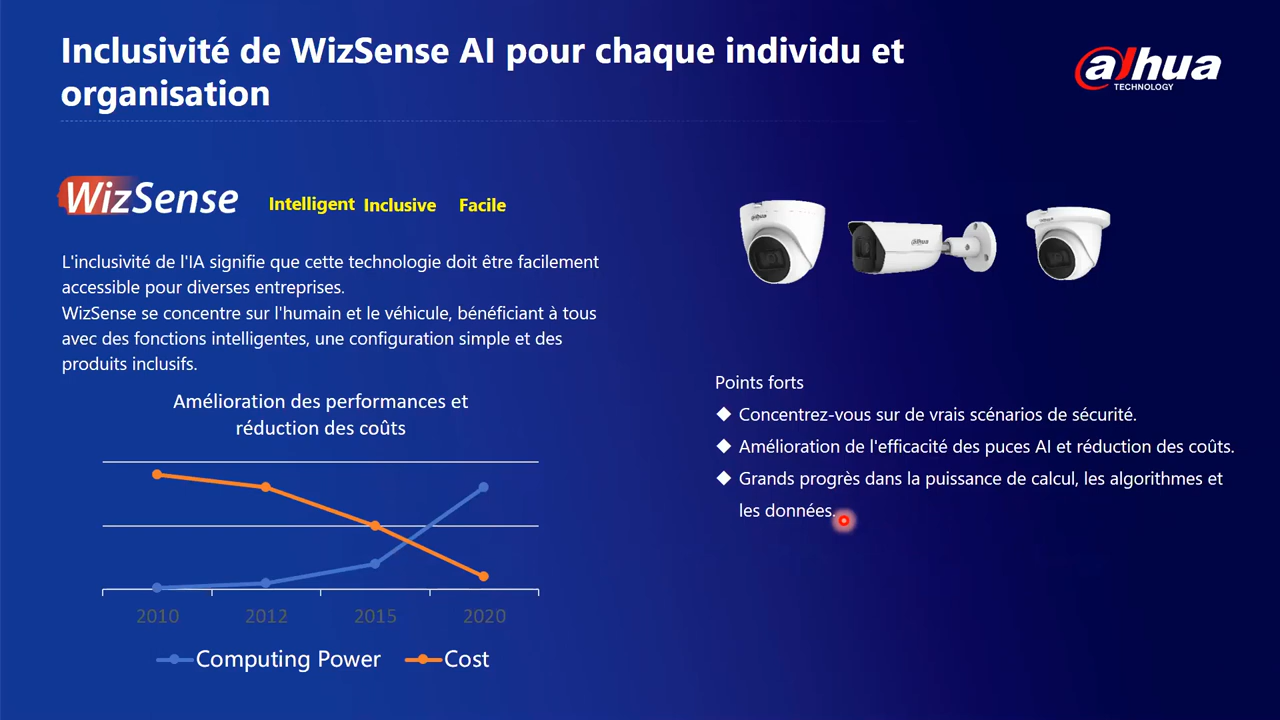 Inclusivité de WizSense AI pour chaque individu et
organisation
alhua
TECHNOLOGY
WizSense
Intelligent Inclusive Facile
L'inclusivité de l'IA signifie que cette technologie doit être facilement
accessible pour diverses entreprises.
WizSense se concentre sur l'humain et le véhicule, bénéficiant à tous
avec des fonctions intelligentes, une configuration simple et des
produits inclusifs.
Amélioration des performances et
réduction des coûts
2010 2012 2015 2020
Computing Power Cost
alhua
alhua
alhua
Points forts
Concentrez-vous sur de vrais scénarios de sécurité.
Amélioration de l'efficacité des puces AI et réduction des coûts.
Grands progrès dans la puissance de calcul, les algorithmes et
les données.